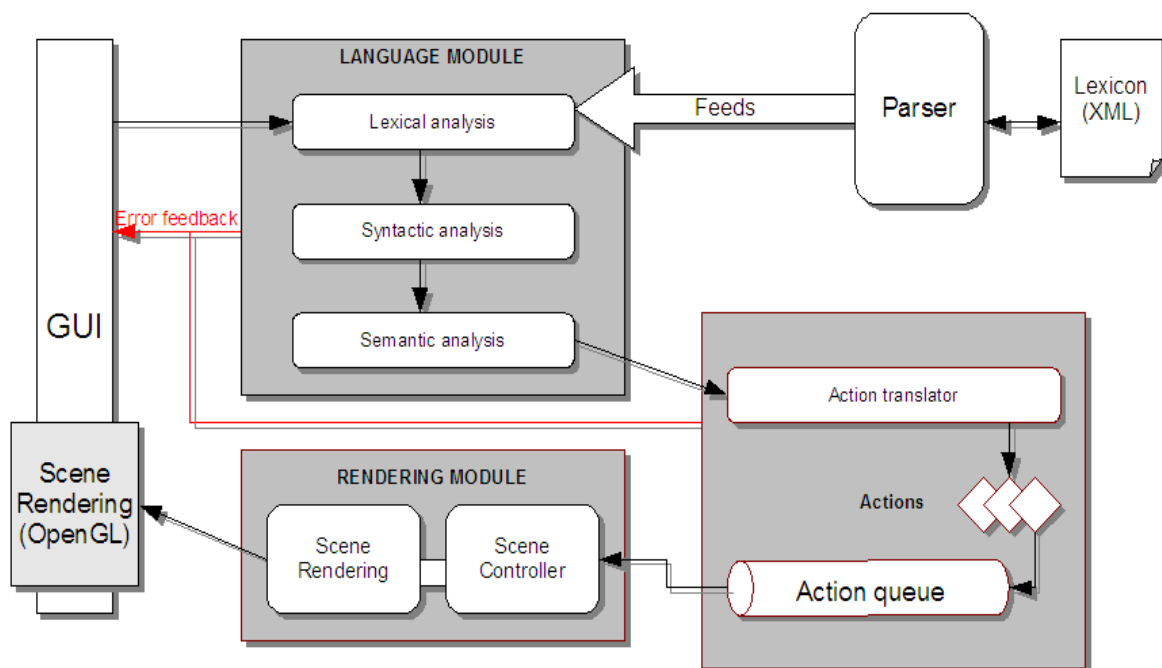 LANGUAGE MODULE
Lexical analysis
Feeds
Parser
Lexicon
(XML)
Error feedback
Syntactic analysis
GUI
Semantic analysis
Action translator
Scene
Rendering
(OpenGL)
RENDERING MODULE
Actions
Scene
Rendering
Scene
Controller
Action queue